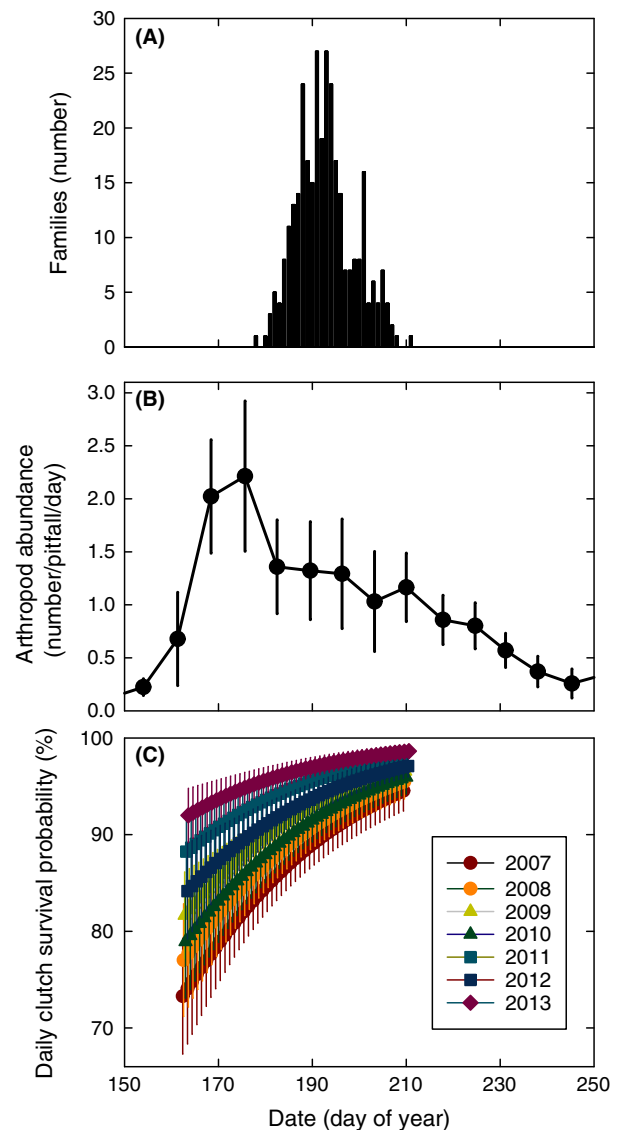 (A)
Families (number)
30
25
20
15
10
5
0
(B)
Arthropod abundance
(number/pitfall/day)
3.0
2.5
2.0
1.5
1.0
0.5
0.0
(C)
Daily clutch survival probability (%)
100
90
80
70
2007
2008
2009
2010
2011
2012
2013
150 170 190 210 230 250
Date (day of year)